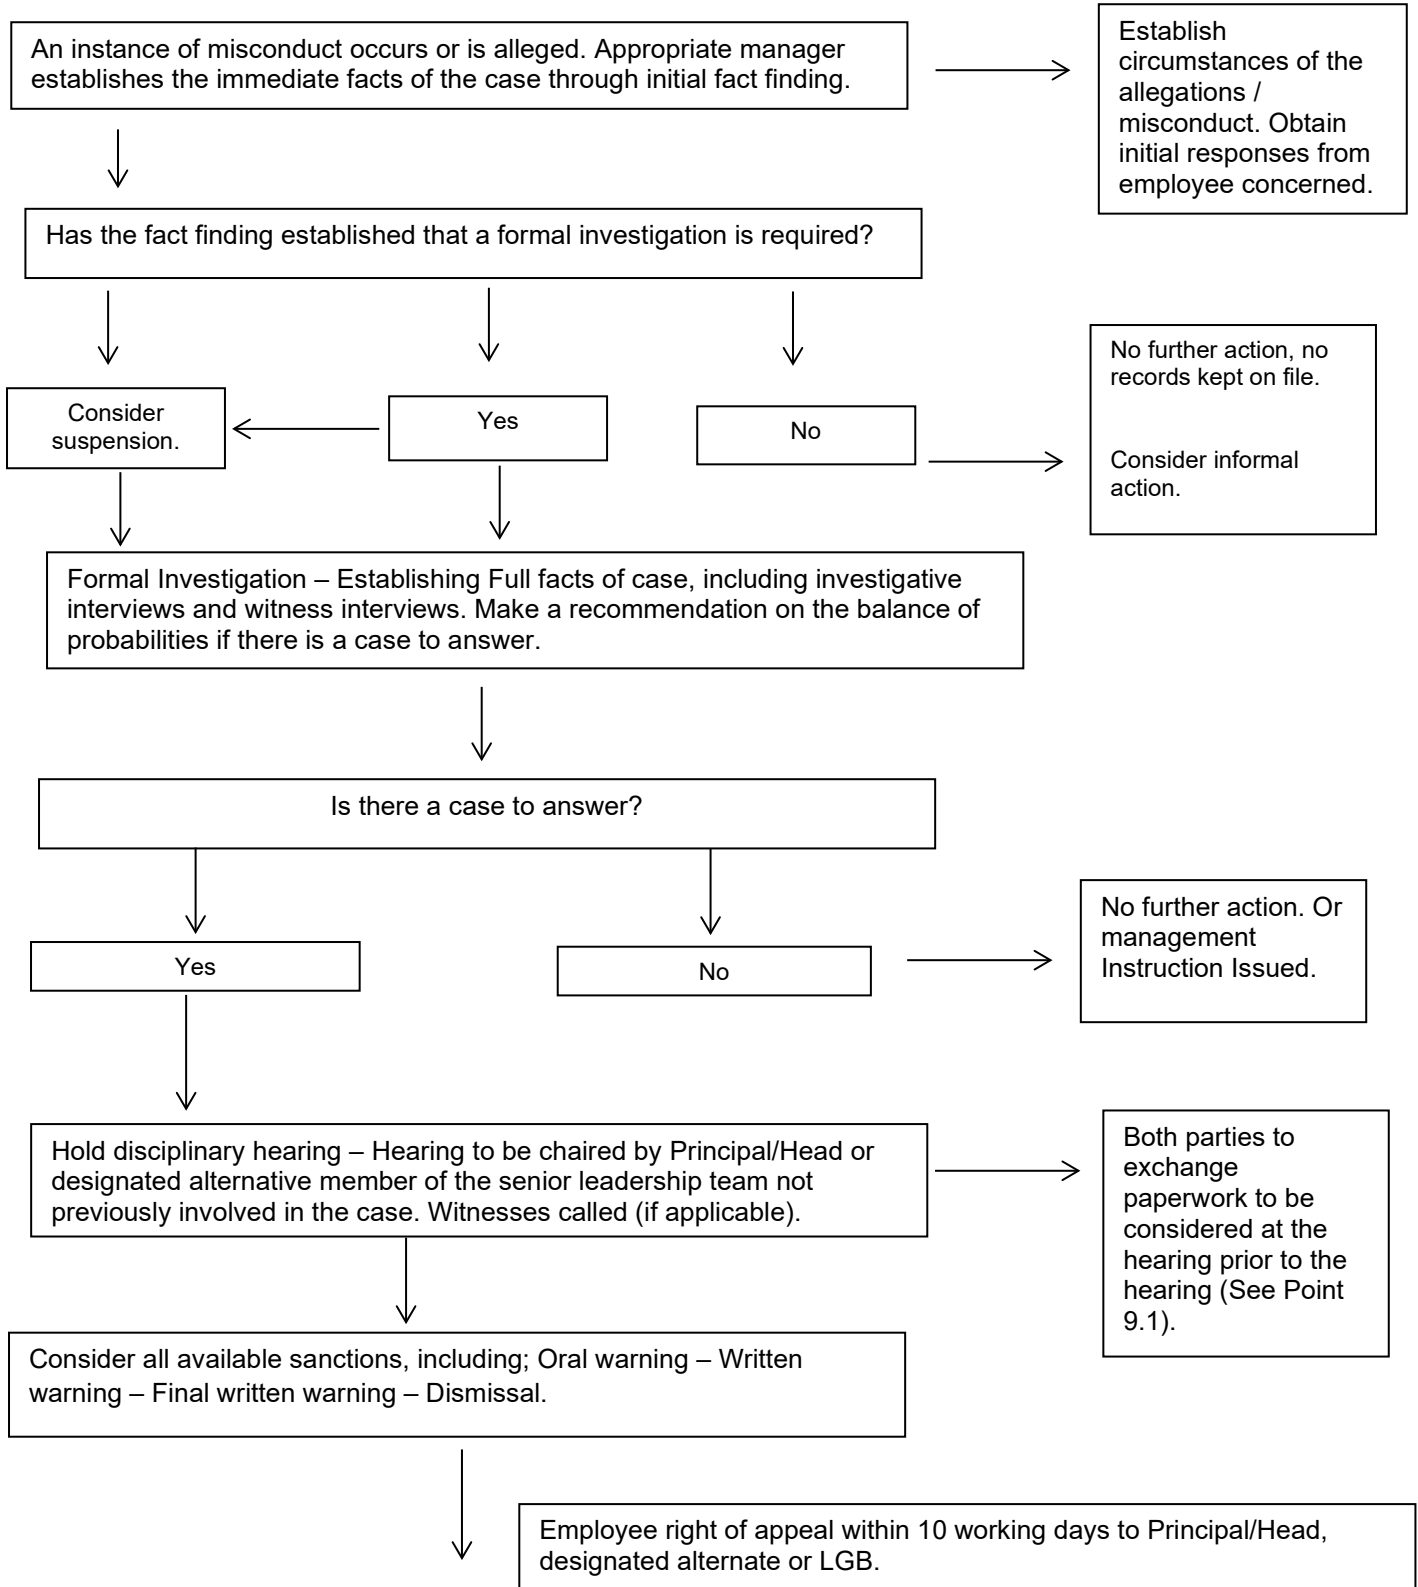 An instance of misconduct occurs or is alleged. Appropriate manager
establishes the immediate facts of the case through initial fact finding.
Establish
circumstances of the
allegations /
misconduct. Obtain
initial responses from
employee concerned.
Has the fact finding established that a formal investigation is required?
Consider
suspension.
Yes
No
No further action, no
records kept on file.
Consider informal
action.
Formal Investigation – Establishing Full facts of case, including investigative
interviews and witness interviews. Make a recommendation on the balance of
probabilities if there is a case to answer.
Is there a case to answer?
Yes
No
No further action. Or
management
Instruction Issued.
Hold disciplinary hearing – Hearing to be chaired by Principal/Head or
designated alternative member of the senior leadership team not
previously involved in the case. Witnesses called (if applicable).
Both parties to
exchange
paperwork to be
considered at the
hearing prior to the
hearing (See Point
9.1).
Consider all available sanctions, including; Oral warning – Written
warning – Final written warning – Dismissal.
Employee right of appeal within 10 working days to Principal/Head,
designated alternate or LGB.